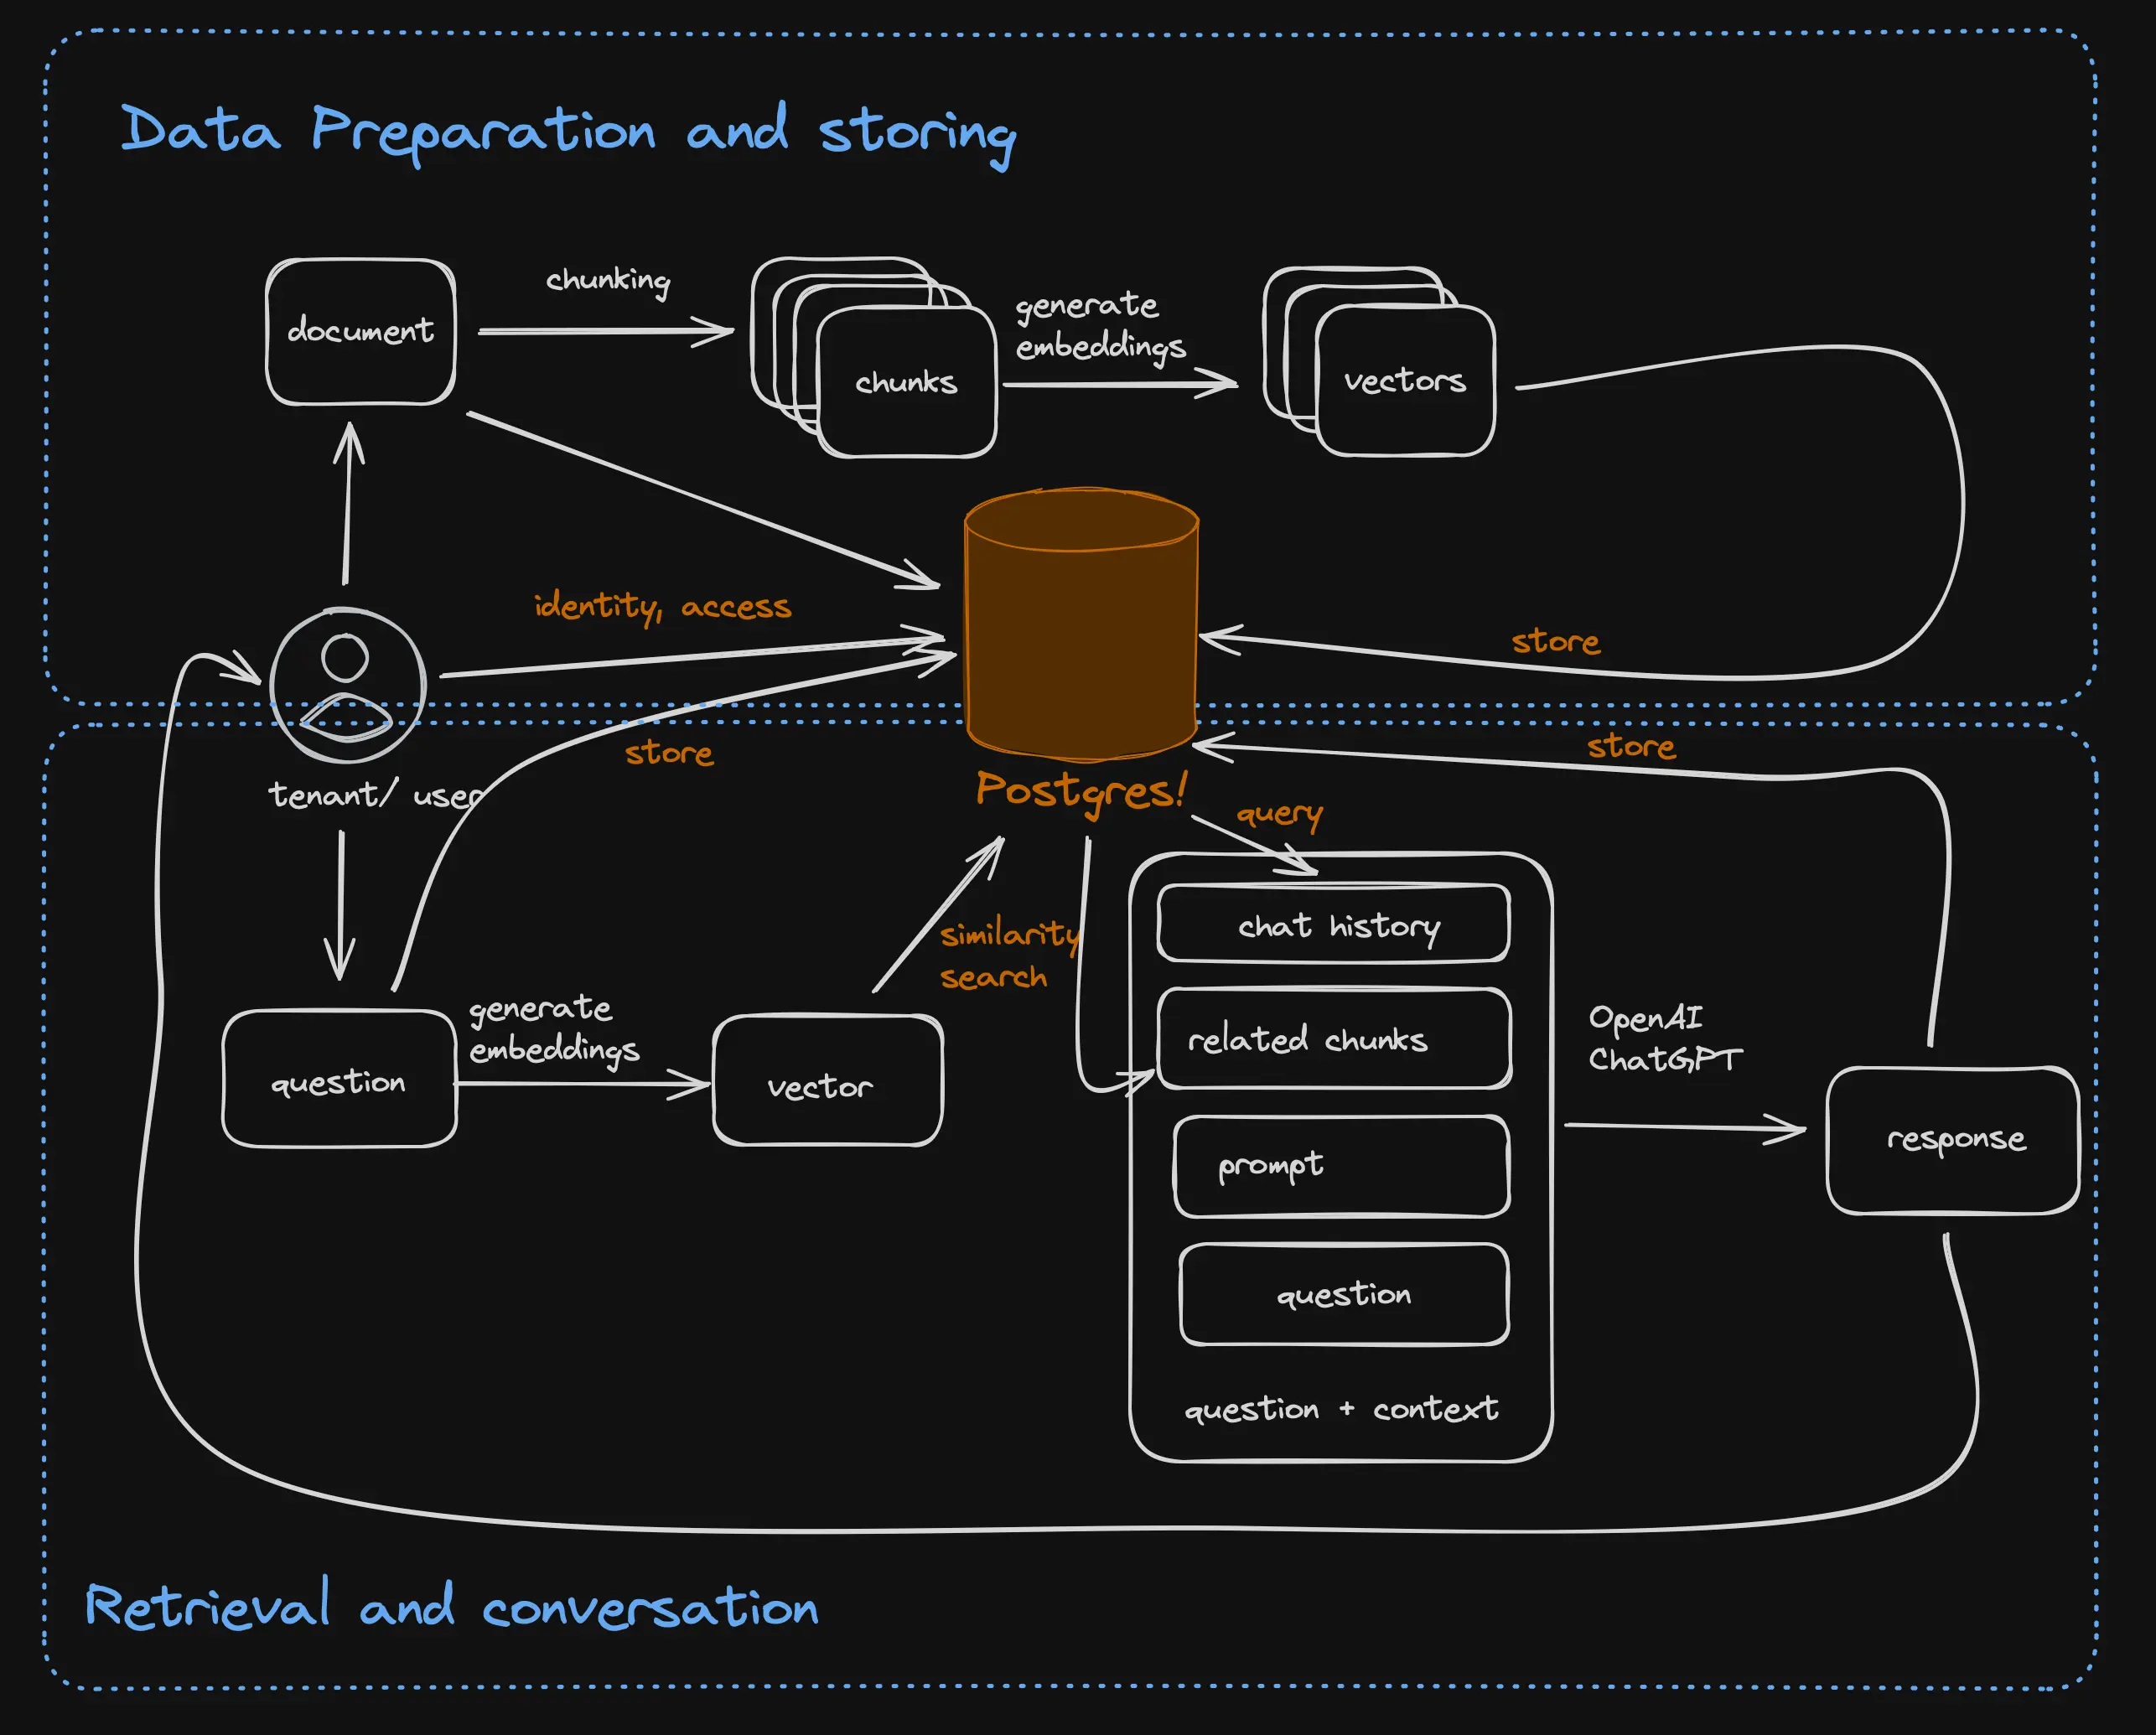 Data Preparation and storing
document
chunking
chunks
generate
embeddings
vectors
identity, access
store
tenant/ user
store
Postgres!
store
query
similarity
search
chat history
question
generate
embeddings
vector
related chunks
prompt
question
question + context
OpenAI
ChatGPT
response
Retrieval and conversation